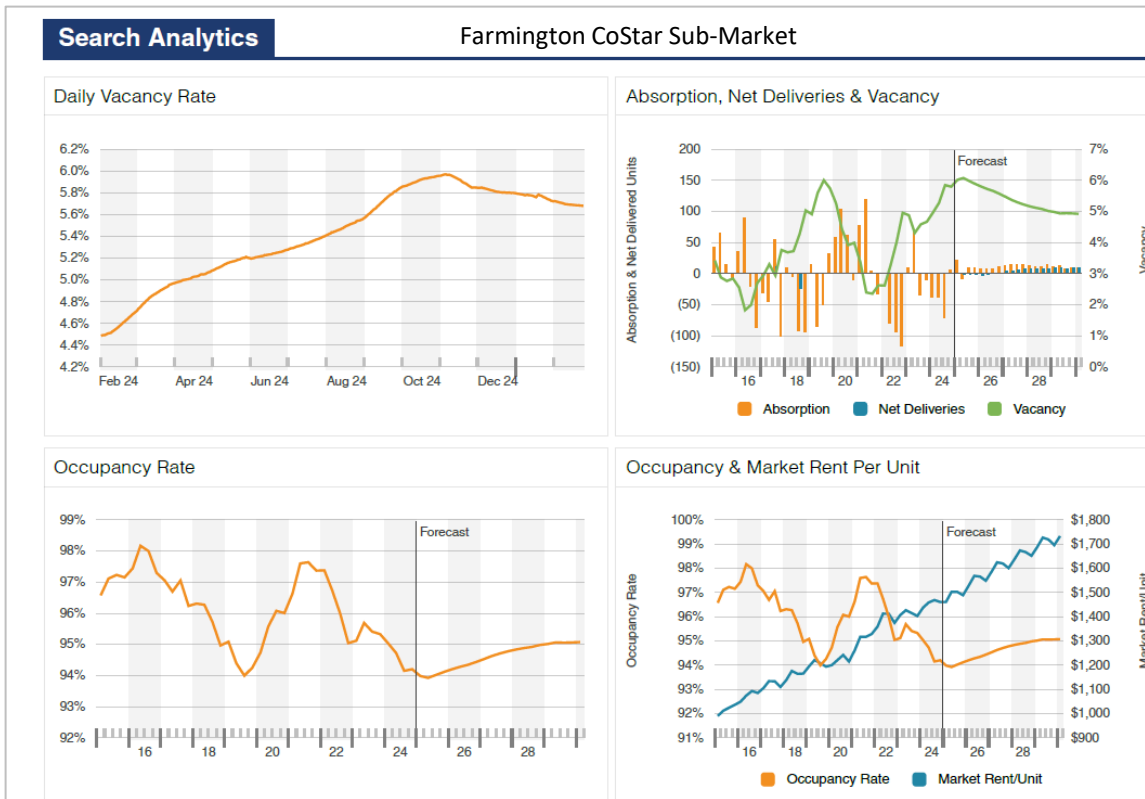 Search Analytics
Farmington CoStar Sub-Market
Daily Vacancy Rate
6.2%
6.0%
5.8%
5.6%
5.4%
5.2%
5.0%
4.8%
4.6%
4.4%
4.2%
Feb 24 Apr 24 Jun 24 Aug 24 Oct 24 Dec 24
Absorption, Net Deliveries & Vacancy
Absorption & Net Delivered Units
200
150
100
50
0
(50)
(100)
(150)
Forecast
7%
6%
5%
4%
3%
2%
1%
0%
Vacancy
16 18 20 22 24 26 28
Absorption Net Deliveries Vacancy
Occupancy Rate
99%
98%
97%
96%
95%
94%
93%
92%
Forecast
16 18 20 22 24 26 28
Occupancy & Market Rent Per Unit
Occupancy Rate
100%
99%
98%
97%
96%
95%
94%
93%
92%
91%
Forecast
$1,800
$1,700
$1,600
$1,500
$1,400
$1,300
$1,200
$1,100
$1,000
$900
Market Rent/Unit
16 18 20 22 24 26 28
Occupancy Rate Market Rent/Unit